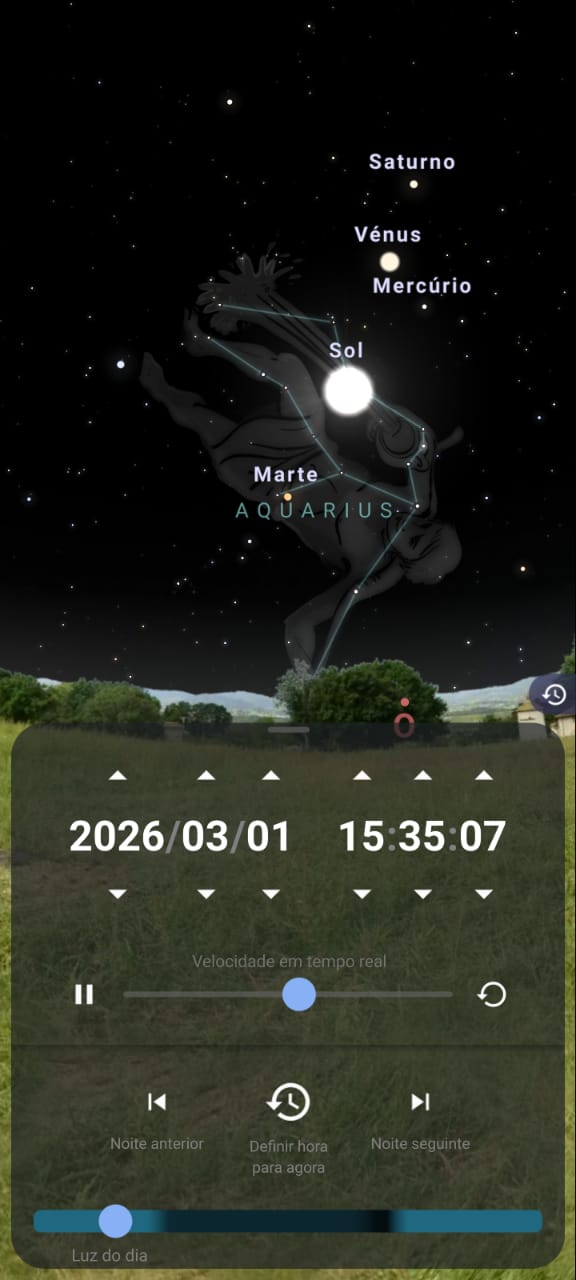 Saturno
Vénus
Mercúrio
Sol
Marte
AQUARIUS
O
2026/03/01 15:35:07
Velocidade em tempo real
Noite anterior
Definir hora
para agora
Noite seguinte
Luz do dia